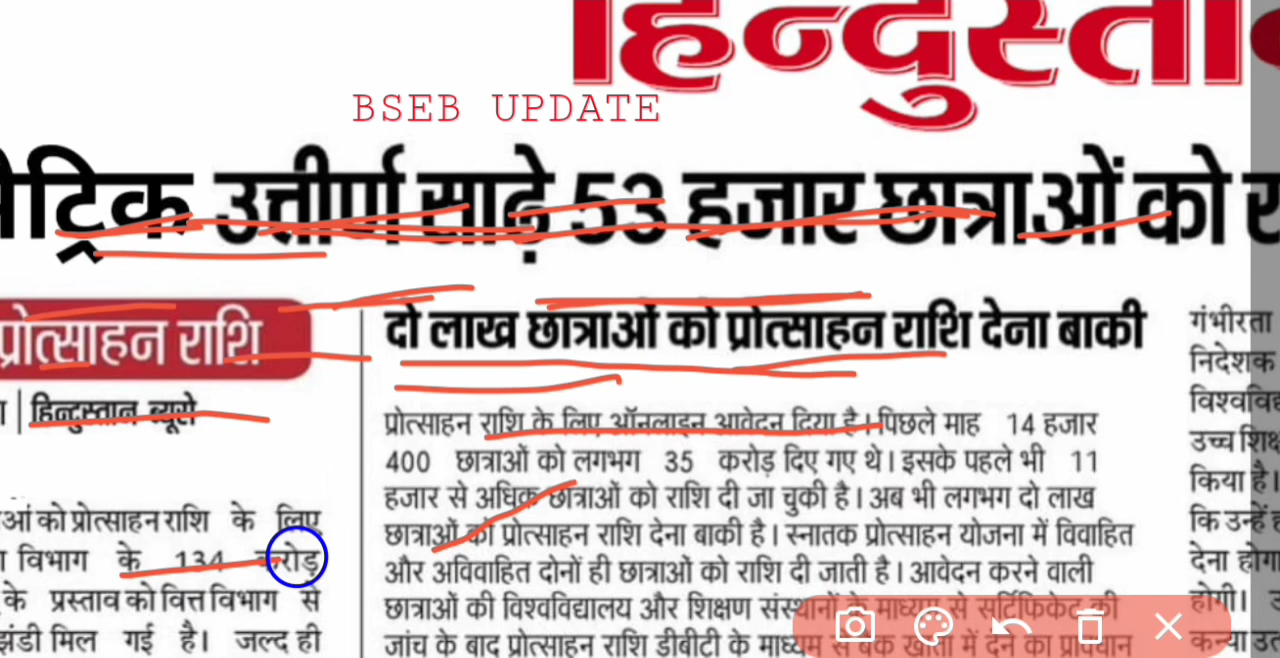 हिन्दुस्ता
BSEB UPDATE
मैट्रिक उत्तीर्ण साढ़े 53 हजार छात्राओं को
प्रोत्साहन राशि
हिन्दुस्तान ब्यूरो
ओं को प्रोत्साहन राशि के लिए
विभाग के 134 करोड़
के प्रस्ताव को वित्त विभाग से
झंडी मिल गई है। जल्द ही
दो लाख छात्राओं को प्रोत्साहन राशि देना बाकी
प्रोत्साहन राशि के लिए ऑनलाइन आवेदन दिया है। पिछले माह 14 हजार
400 छात्राओं को लगभग 35 करोड़ दिए गए थे। इसके पहले भी 11
हजार से अधिक छात्राओं को राशि दी जा चुकी है। अब भी लगभग दो लाख
छात्राओं को प्रोत्साहन राशि देना बाकी है। स्नातक प्रोत्साहन योजना में विवाहित
और अविवाहित दोनों ही छात्राओं को राशि दी जाती है। आवेदन करने वाली
छात्राओं की विश्वविद्यालय और शिक्षण संस्थानों के माध्यम से सर्टिफिकेट की
जांच के बाद प्रोत्साहन राशि डीबीटी के माध्यम से बैंक खाता में देने का प्रावधान
गंभीरता
निदेशक
विश्ववि
उच्च शिक्ष
किया है।
कि उन्हें
देना होगा
होगी।
कन्या उत